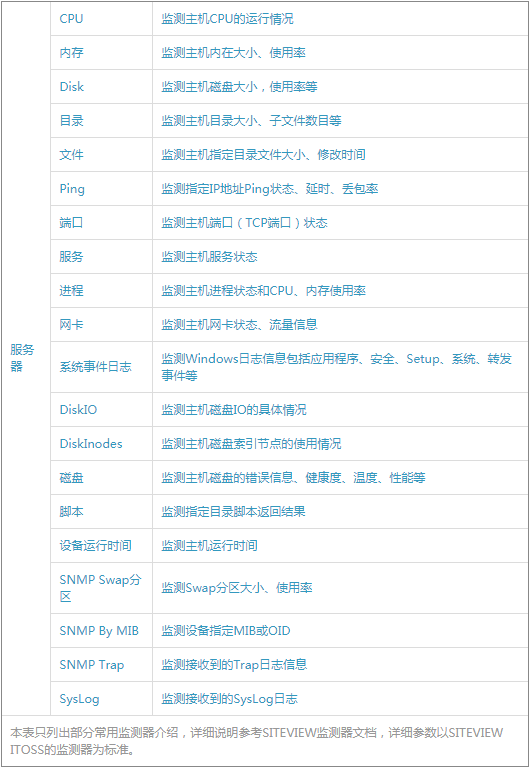 CPU 监测主机CPU的运行情况
内存 监测主机内在大小、使用率
Disk 监测主机磁盘大小，使用率等
目录 监测主机目录大小、子文件数目等
文件 监测主机指定目录文件大小、修改时间
Ping 监测指定IP地址Ping状态、延时、丢包率
端口 监测主机端口（TCP端口）状态
服务 监测主机服务状态
进程 监测主机进程状态和CPU、内存使用率
网卡 监测主机网卡状态、流量信息
服务
器
系统事件日志 监测Windows日志信息包括应用程序、安全、Setup、系统、转发
事件等
DiskIO 监测主机磁盘IO的具体情况
DiskInodes 监测主机磁盘索引节点的使用情况
磁盘 监测主机磁盘的错误信息、健康度、温度、性能等
脚本 监测指定目录脚本返回结果
设备运行时间 监测主机运行时间
SNMP Swap分
区 监测Swap分区大小、使用率
SNMP By MIB 监测设备指定MIB或OID
SNMP Trap 监测接收到的Trap日志信息
SysLog 监测接收到的SysLog日志
本表只列出部分常用监测器介绍，详细说明参考SITEVIEW监测器文档，详细参数以SITEVIEW
ITOSS的监测器为标准。